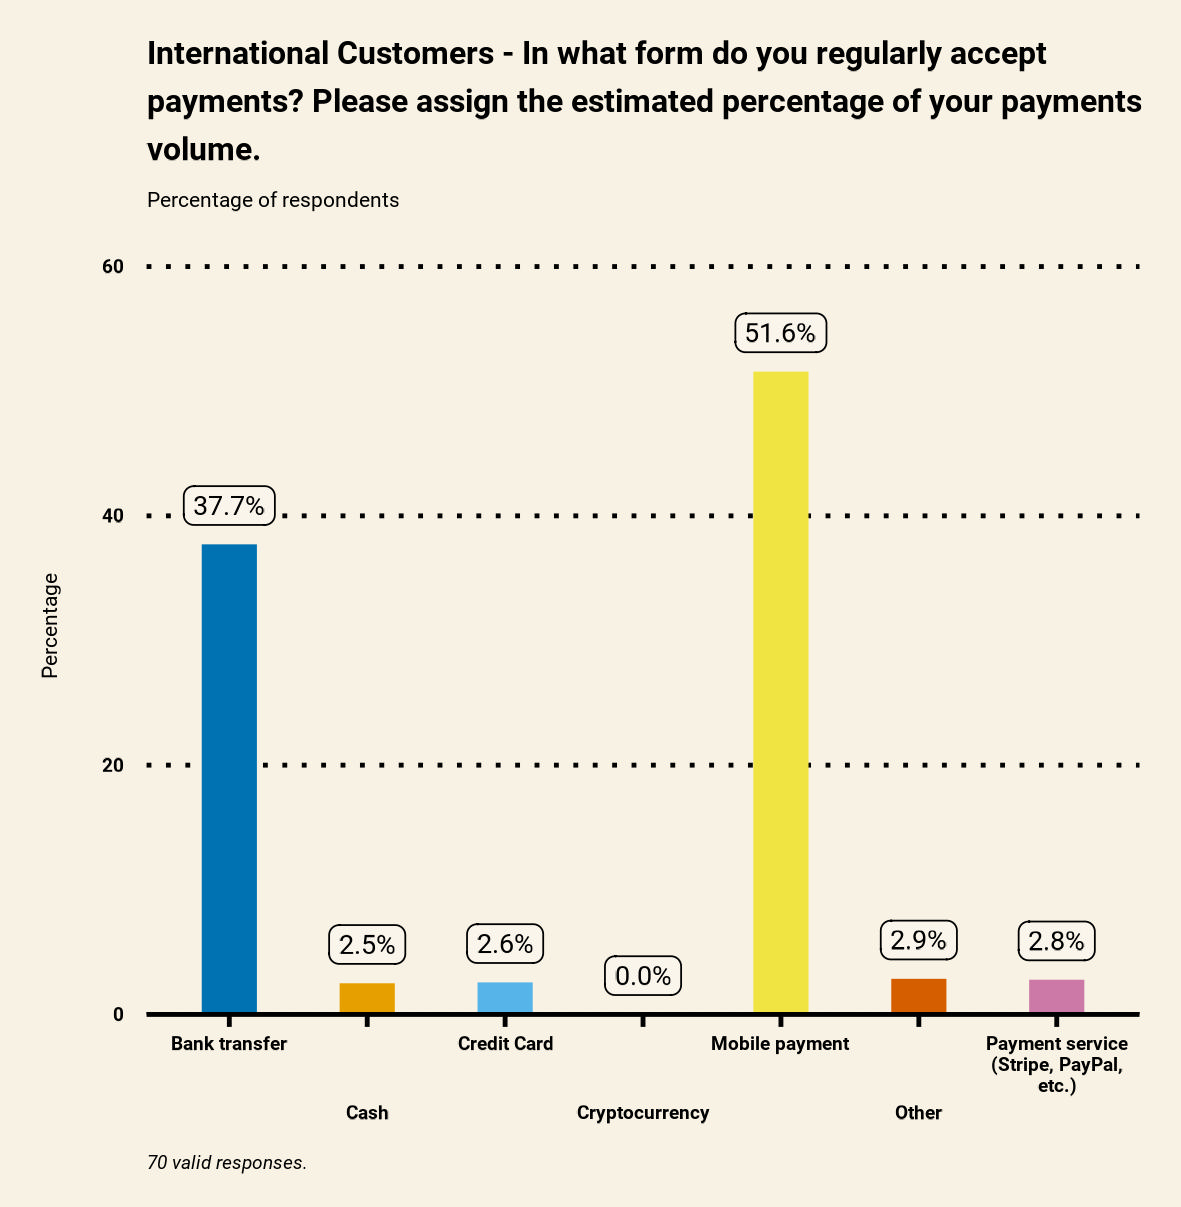 International Customers - In what form do you regularly accept
payments? Please assign the estimated percentage of your payments
volume.
Percentage of respondents
60
51.6%
37.7%
40
Percentage
20
2.5%
2.6%
0.0%
2.9%
2.8%
0
Bank transfer
Credit Card
Mobile payment
Payment service
(Stripe, PayPal,
etc.)
Cash
Cryptocurrency
Other
70 valid responses.